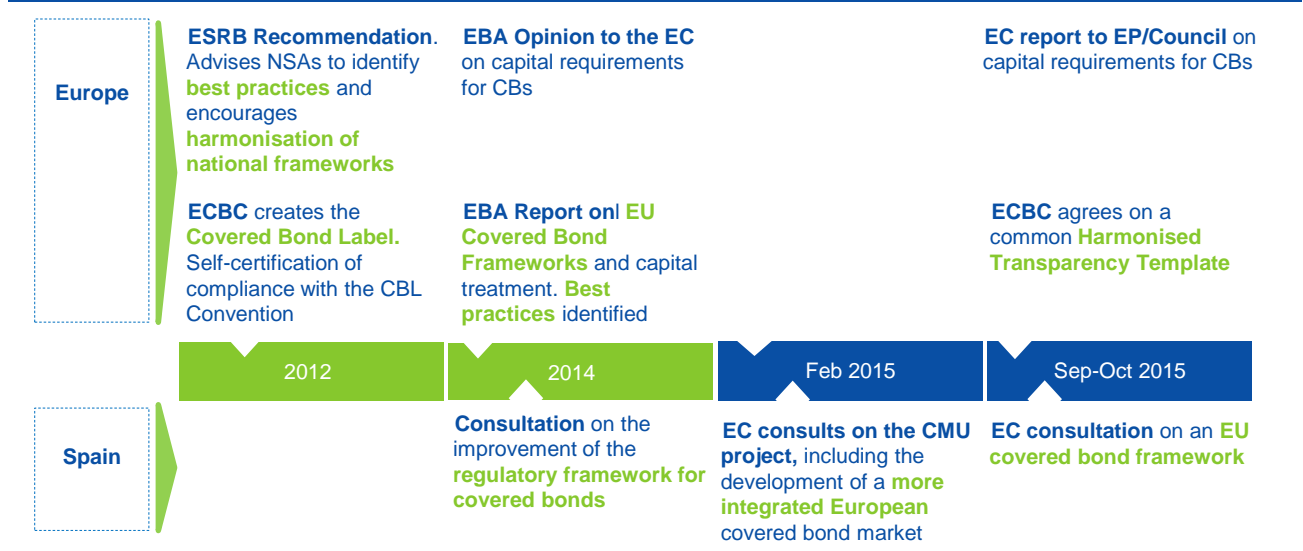 Europe
ESRB Recommendation.
Advises NSAs to identify
best practices and
encourages
harmonisation of
national frameworks
EBA Opinion to the EC
on capital requirements
for CBs
EC report to EP/Council on
capital requirements for CBs
ECBC creates the
Covered Bond Label.
Self-certification of
compliance with the CBL
Convention
EBA Report onl EU
Covered Bond
Frameworks and capital
treatment. Best
practices identified
ECBC agrees on a
common Harmonised
Transparency Template
2012
2014
Feb 2015
Sep-Oct 2015
Spain
Consultation on the
improvement of the
regulatory framework for
covered bonds
EC consults on the CMU
project, including the
development of a more
integrated European
covered bond market
EC consultation on an EU
covered bond framework